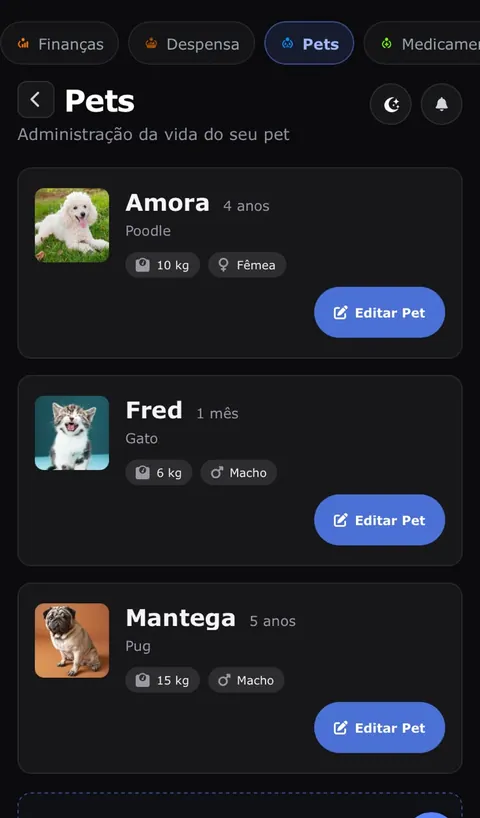 Finanças
Despensa
Pets
Pets
Administração da vida do seu pet
Amora 4 anos
Poodle
10 kg
Fêmea
Editar Pet
Fred 1 mês
Gato
6 kg
Macho
Editar Pet
Mantega 5 anos
Pug
15 kg
Macho
Editar Pet